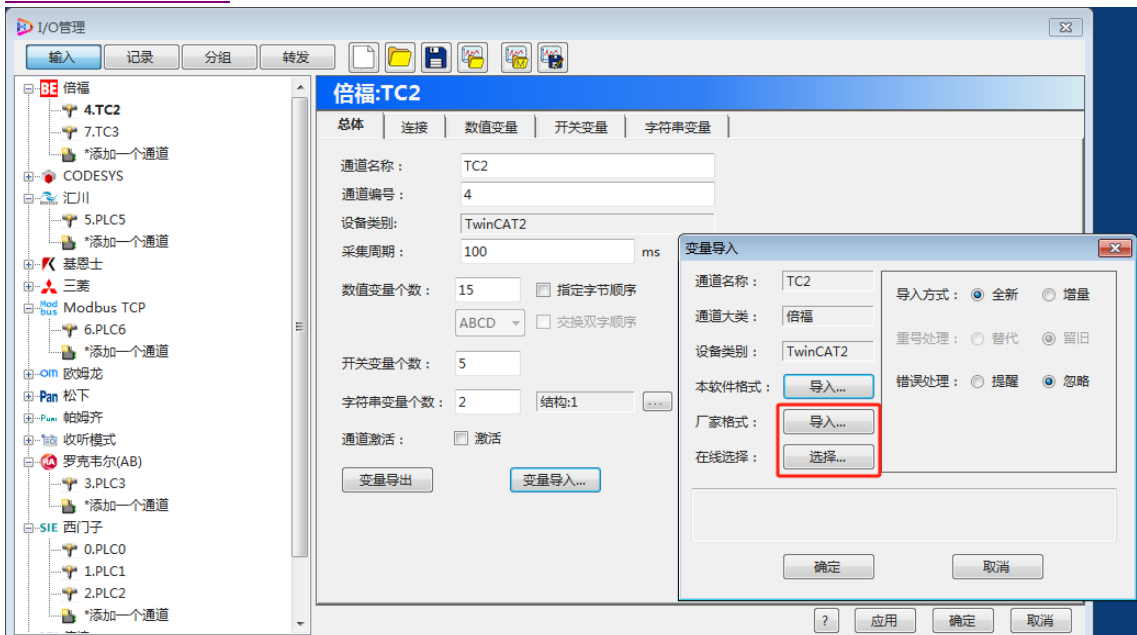 I/O管理
输入 记录 分组 转发
BE 倍福
4.TC2
7.TC3
*添加一个通道
CODESYS
汇川
5.PLC5
*添加一个通道
基恩士
三菱
Mod bus Modbus TCP
6.PLC6
*添加一个通道
om 欧姆龙
Pan 松下
帕姆齐
收听模式
RA 罗克韦尔(AB)
3.PLC3
*添加一个通道
SIE 西门子
0.PLC0
1.PLC1
2.PLC2
*添加一个通道
倍福:TC2
总体 连接 数值变量 开关变量 字符串变量
通道名称： TC2
通道编号： 4
设备类别: TwinCAT2
采集周期： 100 ms
数值变量个数： 15 指定字节顺序
ABCD 交换双字顺序
开关变量个数： 5
字符串变量个数： 2 结构:1 ...
通道激活： 激活
变量导出 变量导入...
变量导入
通道名称： TC2
通道大类： 倍福
设备类别： TwinCAT2
本软件格式： 导入...
厂家格式： 导入...
在线选择： 选择...
导入方式： 全新 增量
重号处理： 替代 留旧
错误处理： 提醒 忽略
确定 取消
? 应用 确定 取消